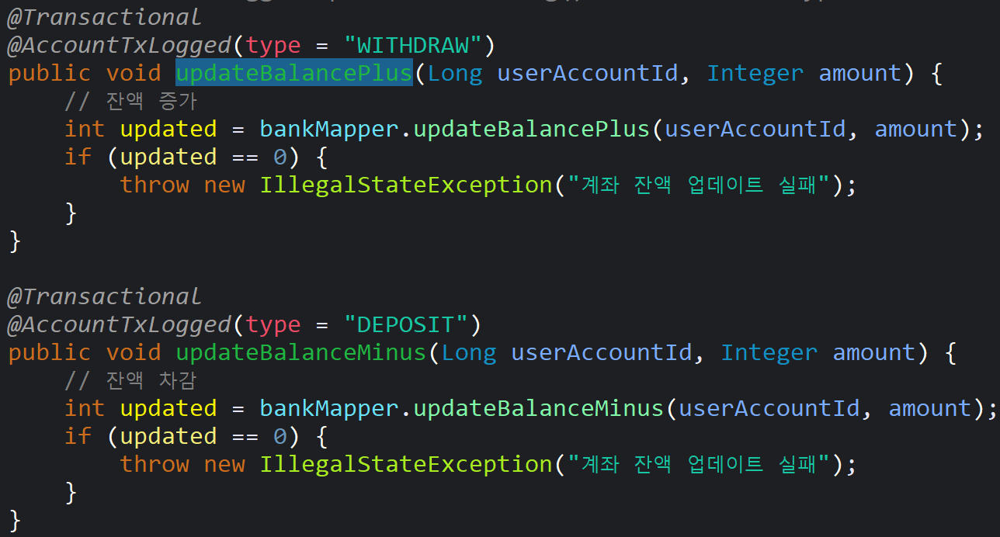 @Transactional
@AccountTxLogged(type = "WITHDRAW")
public void updateBalancePlus(Long userAccountId, Integer amount) {
// 잔액 증가
int updated = bankMapper.updateBalancePlus(userAccountId, amount);
if (updated == 0) {
throw new IllegalStateException("계좌 잔액 업데이트 실패");
}
}
@Transactional
@AccountTxLogged(type = "DEPOSIT")
public void updateBalanceMinus(Long userAccountId, Integer amount) {
// 잔액 차감
int updated = bankMapper.updateBalanceMinus(userAccountId, amount);
if (updated == 0) {
throw new IllegalStateException("계좌 잔액 업데이트 실패");
}
}